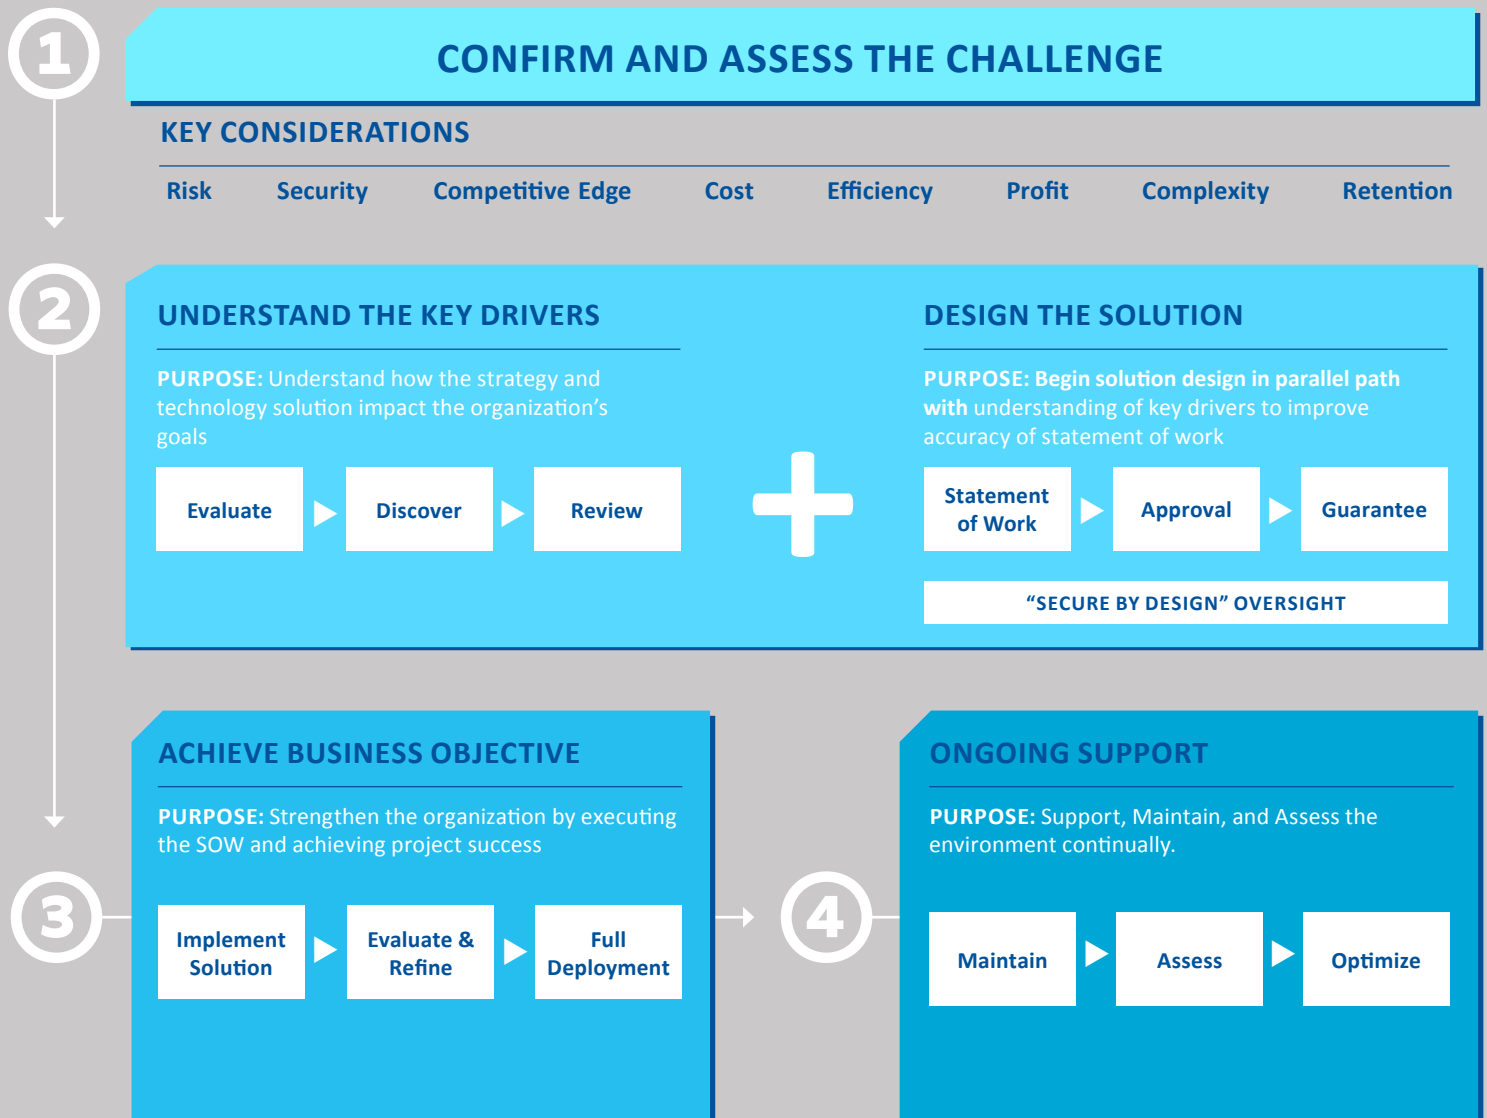 1
CONFIRM AND ASSESS THE CHALLENGE
KEY CONSIDERATIONS
Risk Security Competitive Edge Cost Efficiency Profit Complexity Retention
2
UNDERSTAND THE KEY DRIVERS
PURPOSE: Understand how the strategy and
technology solution impact the organization's
goals
Evaluate
Discover
Review
DESIGN THE SOLUTION
PURPOSE: Begin solution design in parallel path
with understanding of key drivers to improve
accuracy of statement of work
Statement
of Work
Approval
Guarantee
“SECURE BY DESIGN” OVERSIGHT
3
ACHIEVE BUSINESS OBJECTIVE
PURPOSE: Strengthen the organization by executing
the SOW and achieving project success
Implement
Solution
Evaluate &
Refine
Full
Deployment
4
ONGOING SUPPORT
PURPOSE: Support, Maintain, and Assess the
environment continually.
Maintain
Assess
Optimize